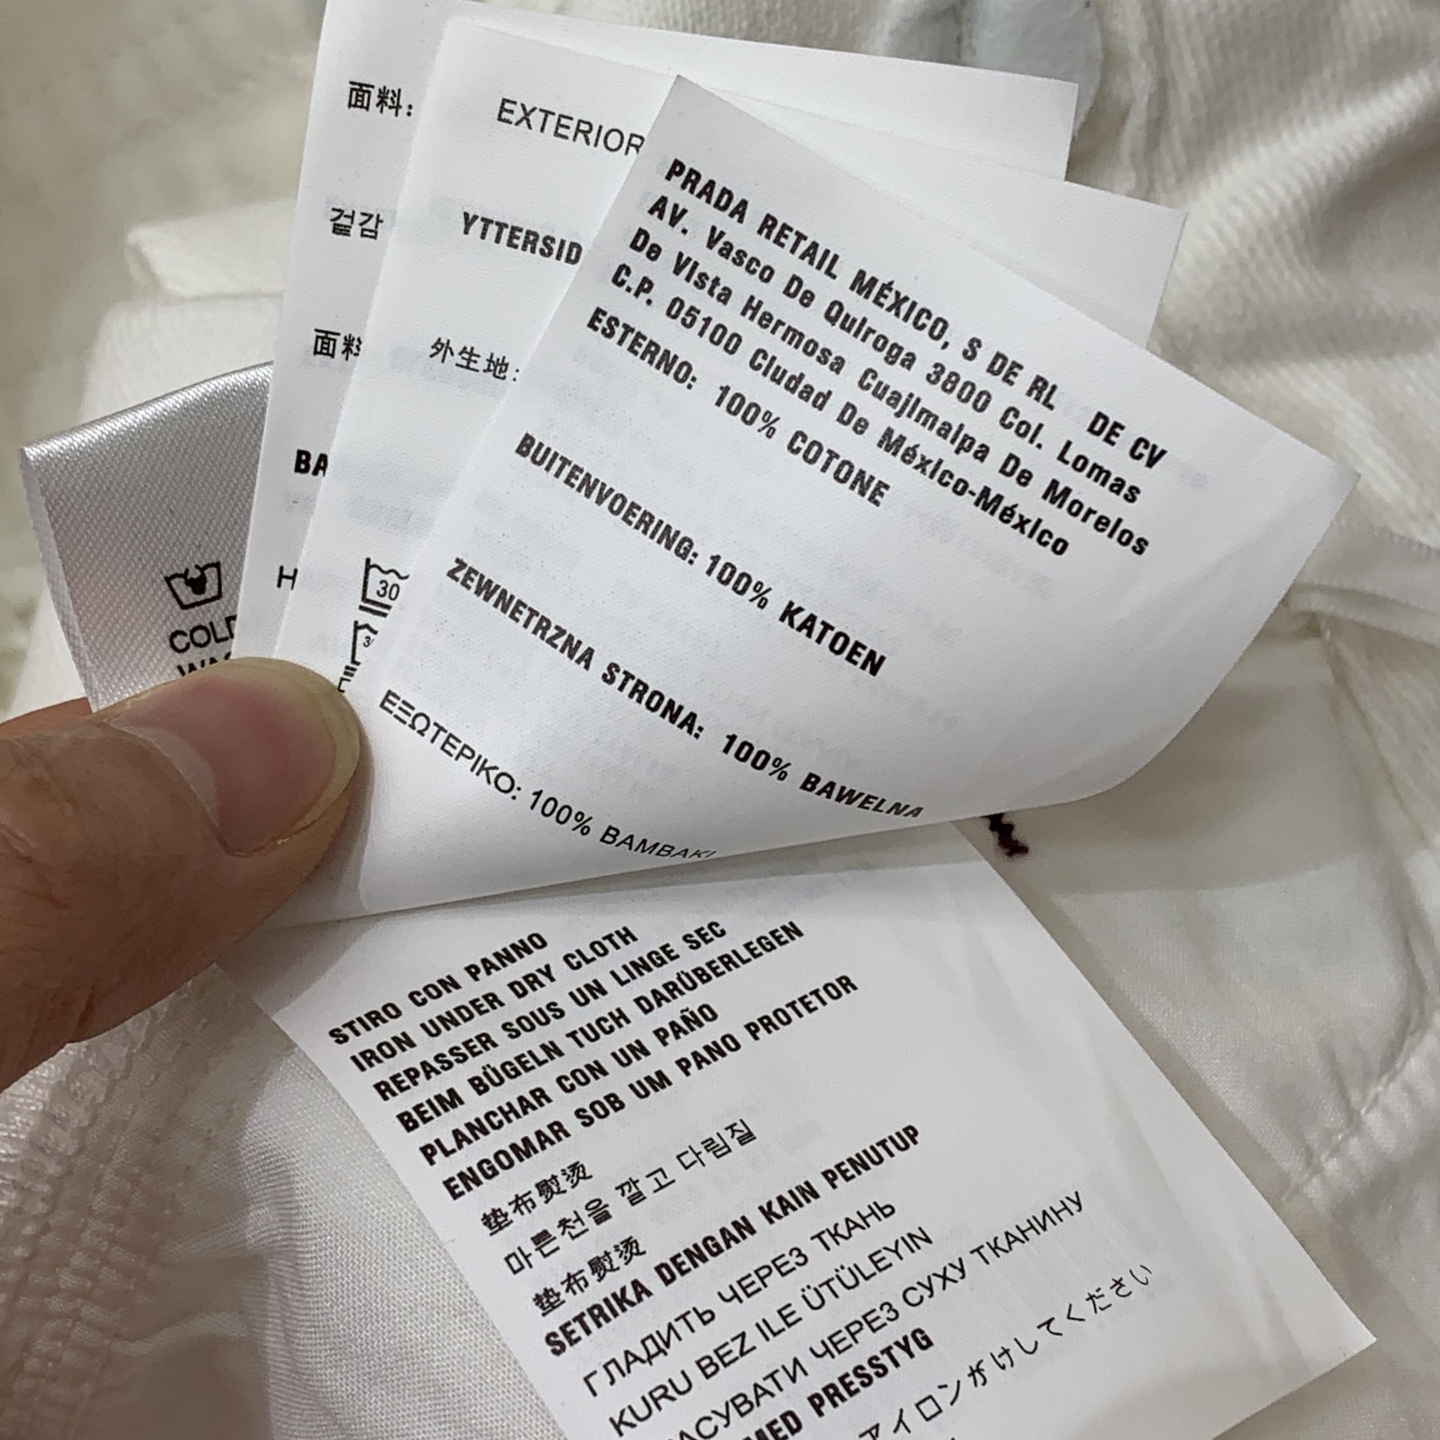 面料:
겉감
面料
BA
H
EXTERIOR
YTTERSID
外生地:
30
COLD
PRADA RETAIL MÉXICO, S DE RL DE CV
AV. Vasco De Quiroga 3800 Col. Lomas
De Vista Hermosa Cuajimalpa De Morelos
C.P. 05100 Ciudad De México-México
ESTERNO: 100% COTONE
BUITENVOERING: 100% KATOEN
ZEWNETRZNA STRONA: 100% BAWELNA
ΕΞΩΤΕΡΙΚΟ: 100% ΒΑΜΒΑΚΙ
STIRO CON PANNO
IRON UNDER DRY CLOTH
REPASSER SOUS UN LINGE SEC
BEIM BÜGELN TUCH DARÜBERLEGEN
PLANCHAR CON UN PAÑO
ENGOMAR SOB UM PANO PROTETOR
垫布熨烫
마른천을 깔고 다림질
垫布熨烫
SETRIKA DENGAN KAIN PENUTUP
ГЛАДИТЬ ЧЕРЕЗ ТКАНЬ
KURU BEZ ILE ÜTÜLEYIN
АСУВАТИ ЧЕРЕЗ СУХУ ТКАНИНУ
MED PRESSTYG
アイロンがけしてください